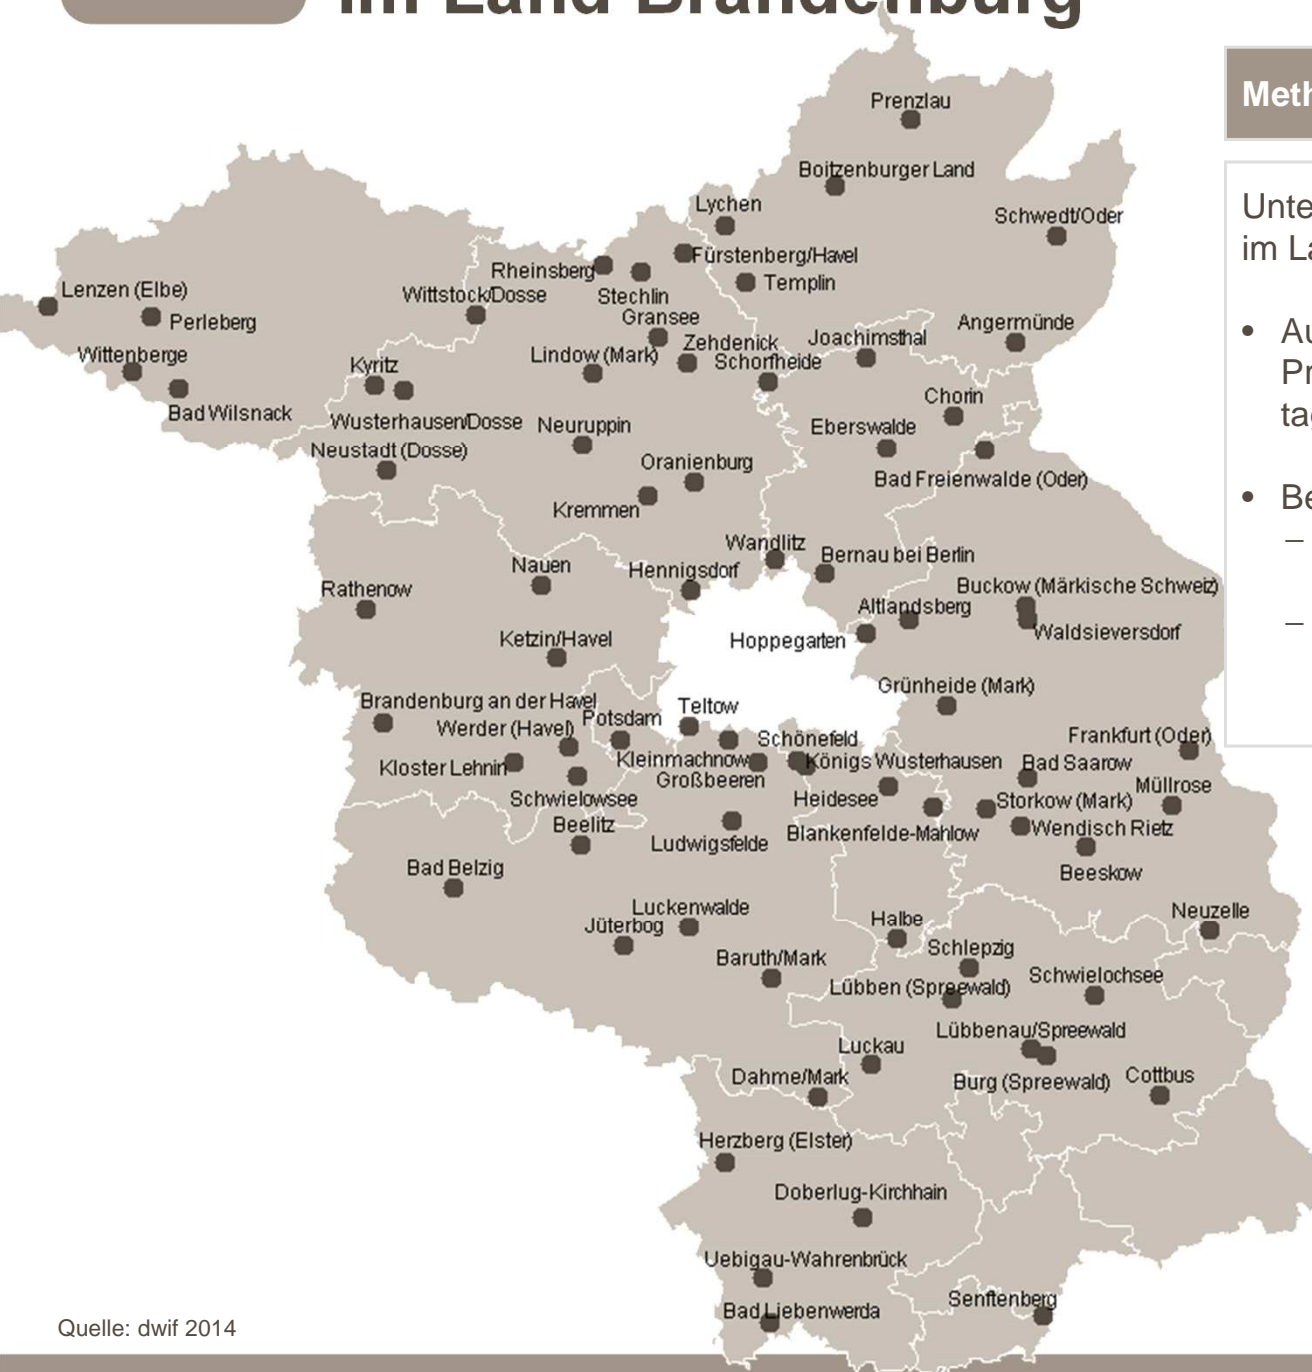 im Land Brandenburg
Prenzlau
Boitzenburger Land
Lychen
Schwedt/Oder
Fürstenberg/Havel
Rheinsberg
Templin
Lenzen (Elbe)
Wittstock/Dosse
Stechlin
Perleberg
Gransee
Angermünde
Joachimsthal
Zehdenick
Wittenberge
Lindow (Mark)
Schorfheide
Kyritz
Chorin
Bad Wilsnack
Wusterhausen/Dosse
Neuruppin
Eberswalde
Neustadt (Dosse)
Oranienburg
Bad Freienwalde (Oder)
Kremmen
Wandlitz
Bernau bei Berlin
Nauen
Hennigsdorf
Rathenow
Buckow (Märkische Schweiz)
Altlandsberg
Waldsieversdorf
Ketzin/Havel
Hoppegarten
Grünheide (Mark)
Brandenburg an der Havel
Teltow
Potsdam
Werder (Havel)
Schönefeld
Frankfurt (Oder)
Kleinmachnow
Königs Wusterhausen
Bad Saarow
Kloster Lehnin
Großbeeren
Müllrose
Schwielowsee
Heidesee
Storkow (Mark)
Beelitz
Blankenfelde-Mahlow
Wendisch Rietz
Ludwigsfelde
Bad Belzig
Beeskow
Luckenwalde
Neuzelle
Jüterbog
Halbe
Schlepzig
Baruth/Mark
Schwielochsee
Lübben (Spreewald)
Lübbenau/Spreewald
Luckau
Dahme/Mark
Burg (Spreewald)
Cottbus
Herzberg (Elster)
Doberlug-Kirchhain
Uebigau-Wahrenbrück
Senftenberg
Bad Liebenwerda
Quelle: dwif 2014
Meth
Unte
im La
• Au
Pr
tag
• Be
–
–